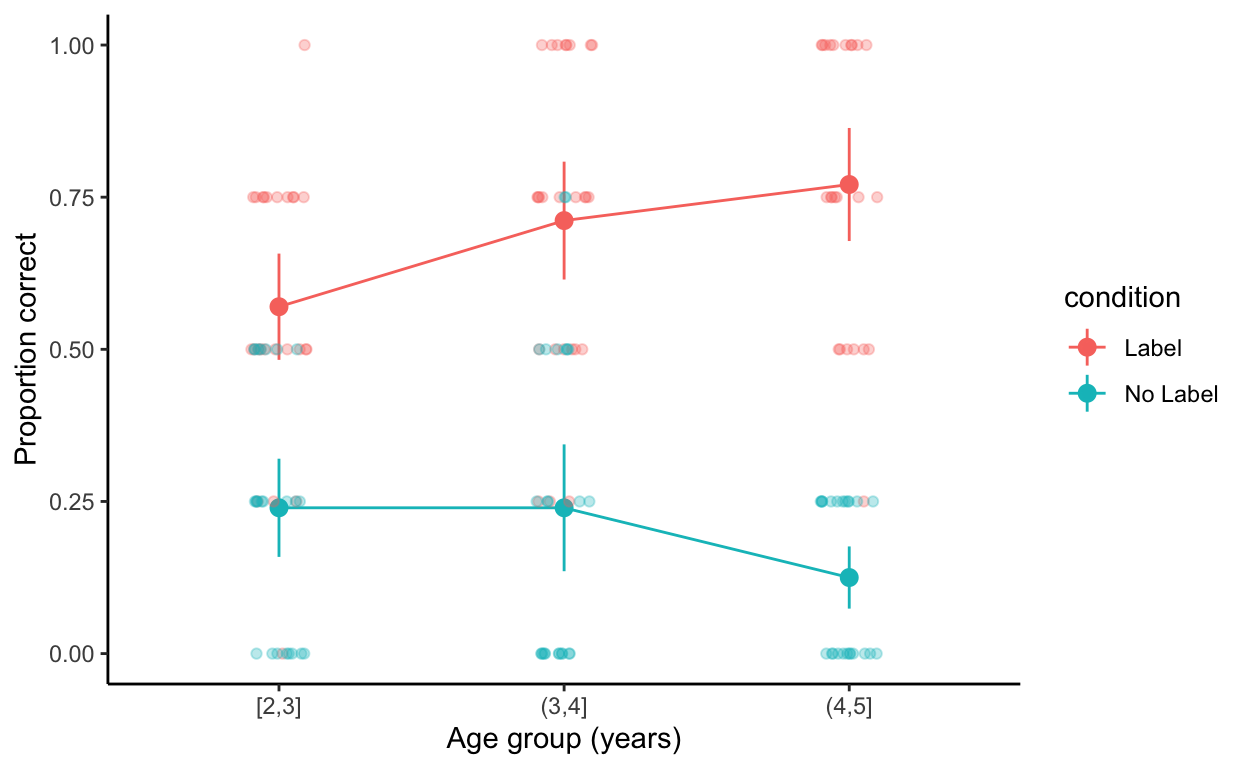 1.00
0.75
0.50
0.25
0.00
Proportion correct
[2,3]
(3,4]
(4,5]
Age group (years)
condition
Label
No Label